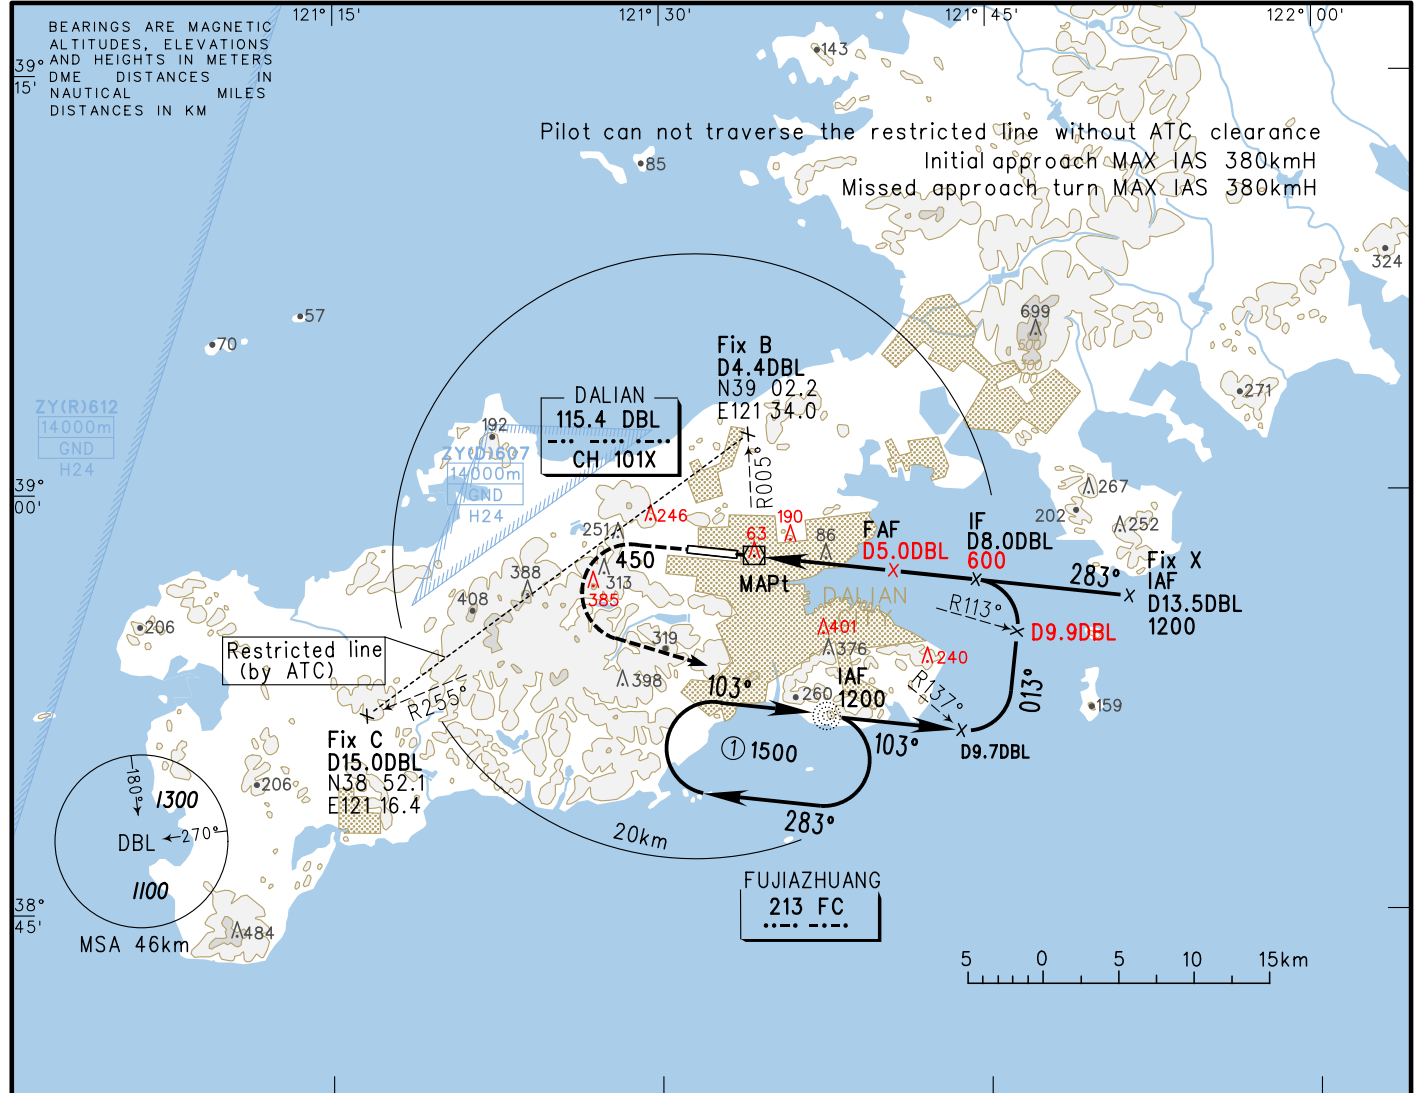 121° 15'
121° 30'
121° 45'
122° 00'
BEARINGS ARE MAGNETIC
ALTITUDES, ELEVATIONS
AND HEIGHTS IN METERS
DME DISTANCES IN
NAUTICAL MILES
DISTANCES IN KM
39°
15'
143
Pilot can not traverse the restricted line without ATC clearance
Initial approach MAX IAS 380kmH
Missed approach turn MAX IAS 380kmH
85
324
57
70
699
500
300
100
271
Fix B
D4.4DBL
N39 02.2
E121 34.0
DALIAN
115.4 DBL
CH 101X
ZY(R)612
14000m
GND
H24
192
ZY(D)607
14000m
GND
H24
R005°
39°
00'
267
202
252
246
251
190
63
86
FAF
D5.0DBL
IF
D8.0DBL
600
283°
Fix X
IAF
D13.5DBL
1200
450
MAPt
313
385
388
408
DALIAN
R113°
D9.9DBL
206
401
376
319
240
Restricted line
(by ATC)
398
103°
260
IAF
1200
R137°
013°
159
R255°
Fix C
D15.0DBL
N38 52.1
E121 16.4
① 1500
103°
D9.7DBL
206
180°
1300
DBL
270°
1100
283°
20km
MSA 46km
484
38°
45'
FUJIAZHUANG
213 FC
5 0 5 10 15km